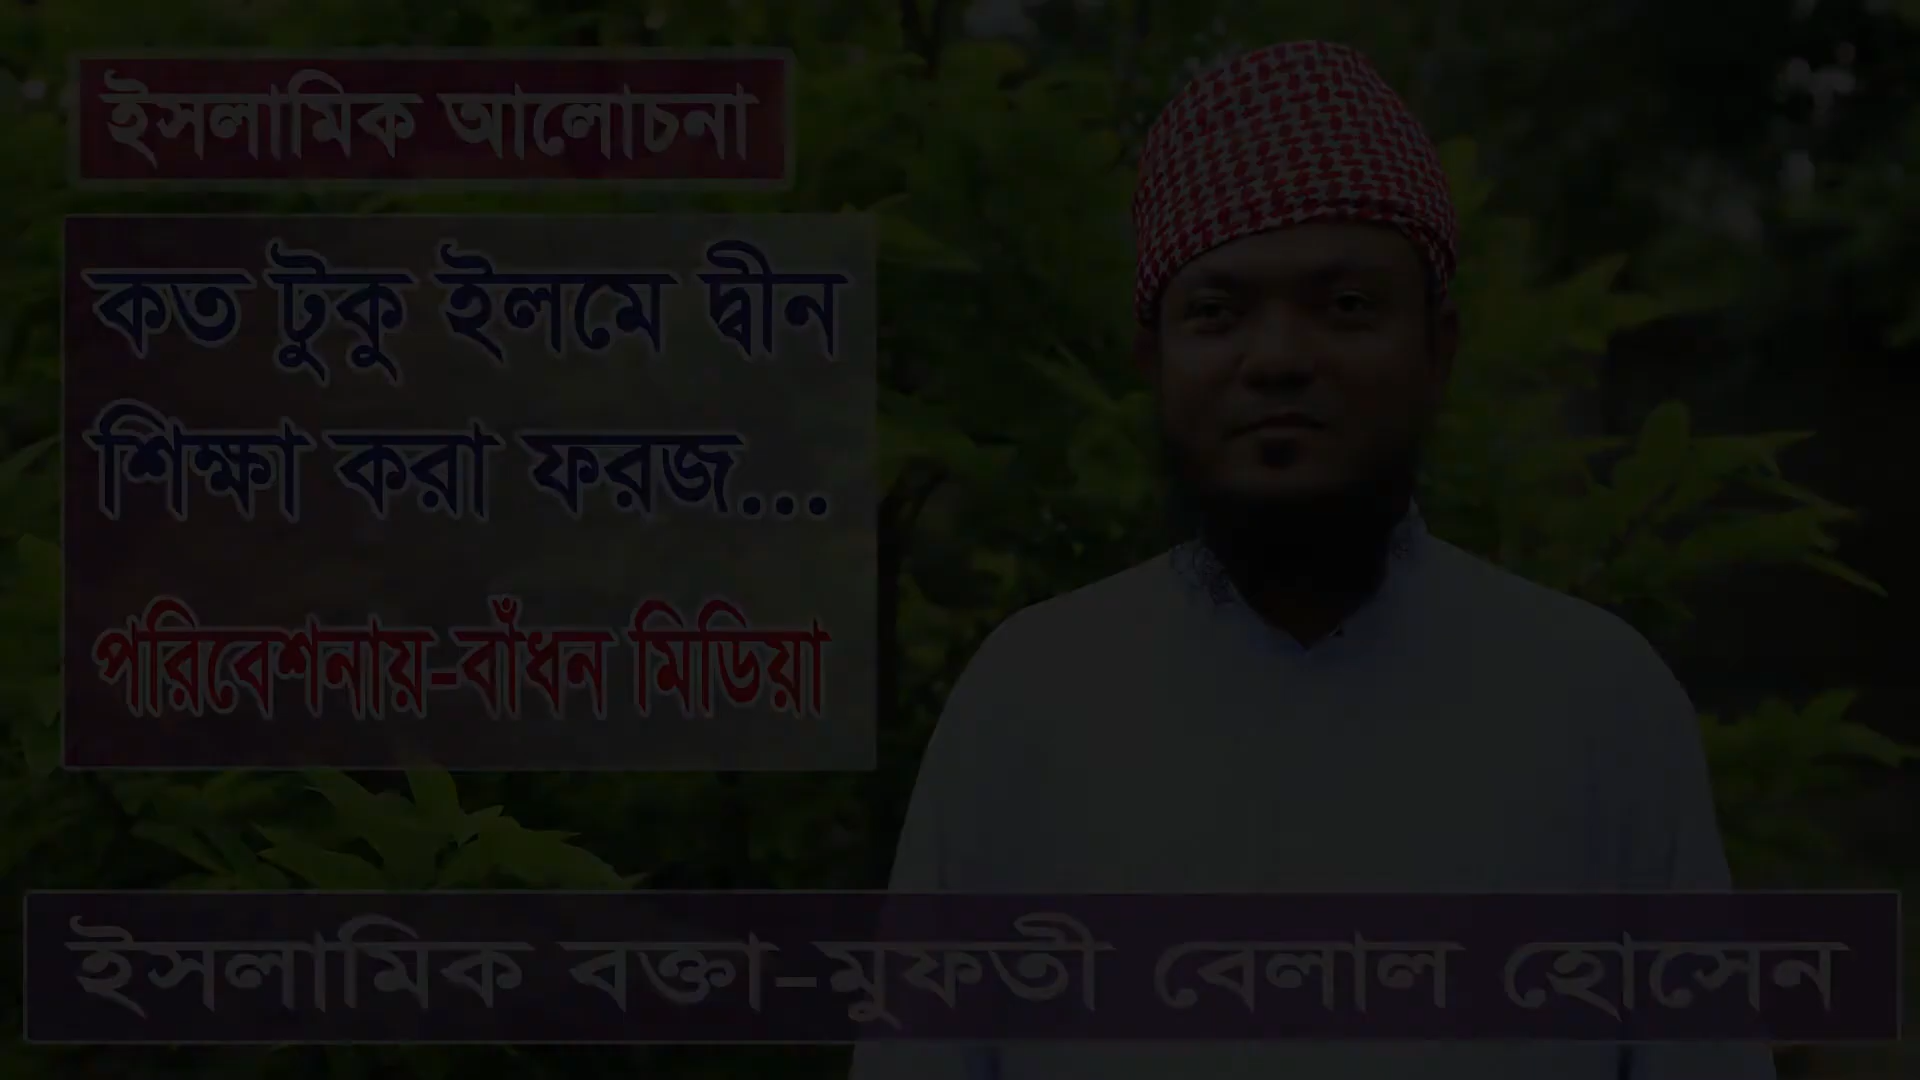 ইসলামিক আলোচনা
কত টুকু ইলমে দ্বীন
শিক্ষা করা ফরজ...
পরিবেশনায়-বাঁধন মিডিয়া
ইসলামিক বক্তা-মুফতী বেলাল হোসেন